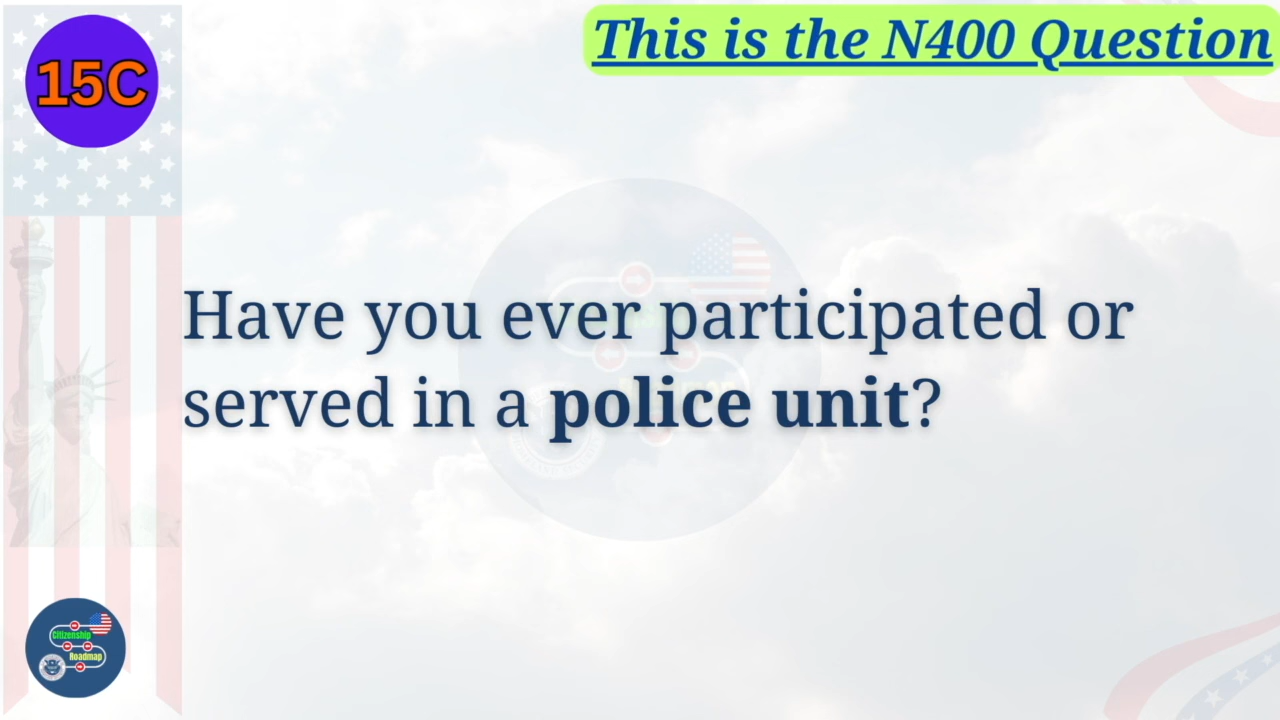 15C
This is the N400 Question
Have you ever participated or
served in a police unit?
Citizenship
Roadmap